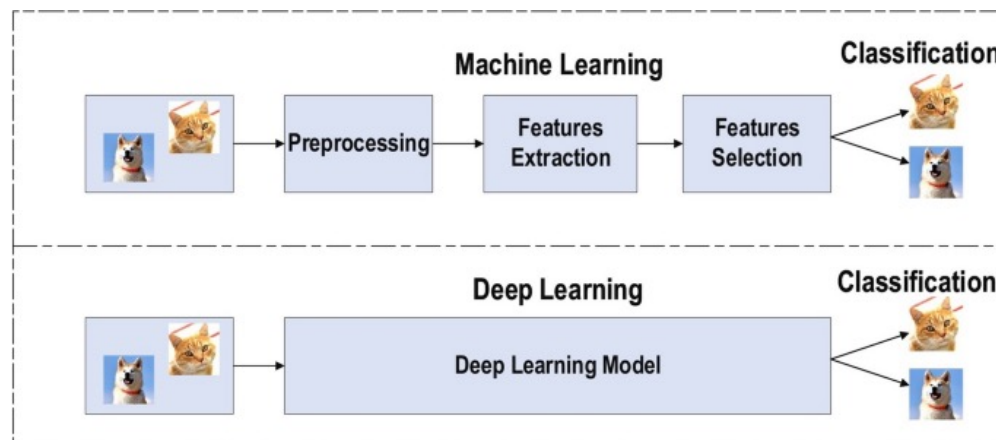 Machine Learning
Classification
Preprocessing
Features
Extraction
Features
Selection
Deep Learning
Classification
Deep Learning Model